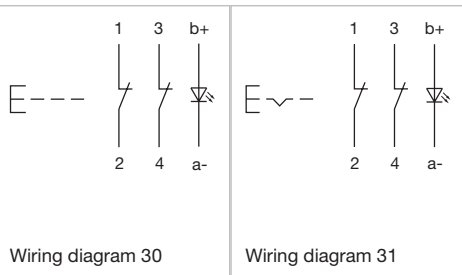 1 3 b+
2 4 a-
Wiring diagram 30
1 3 b+
2 4 a-
Wiring diagram 31